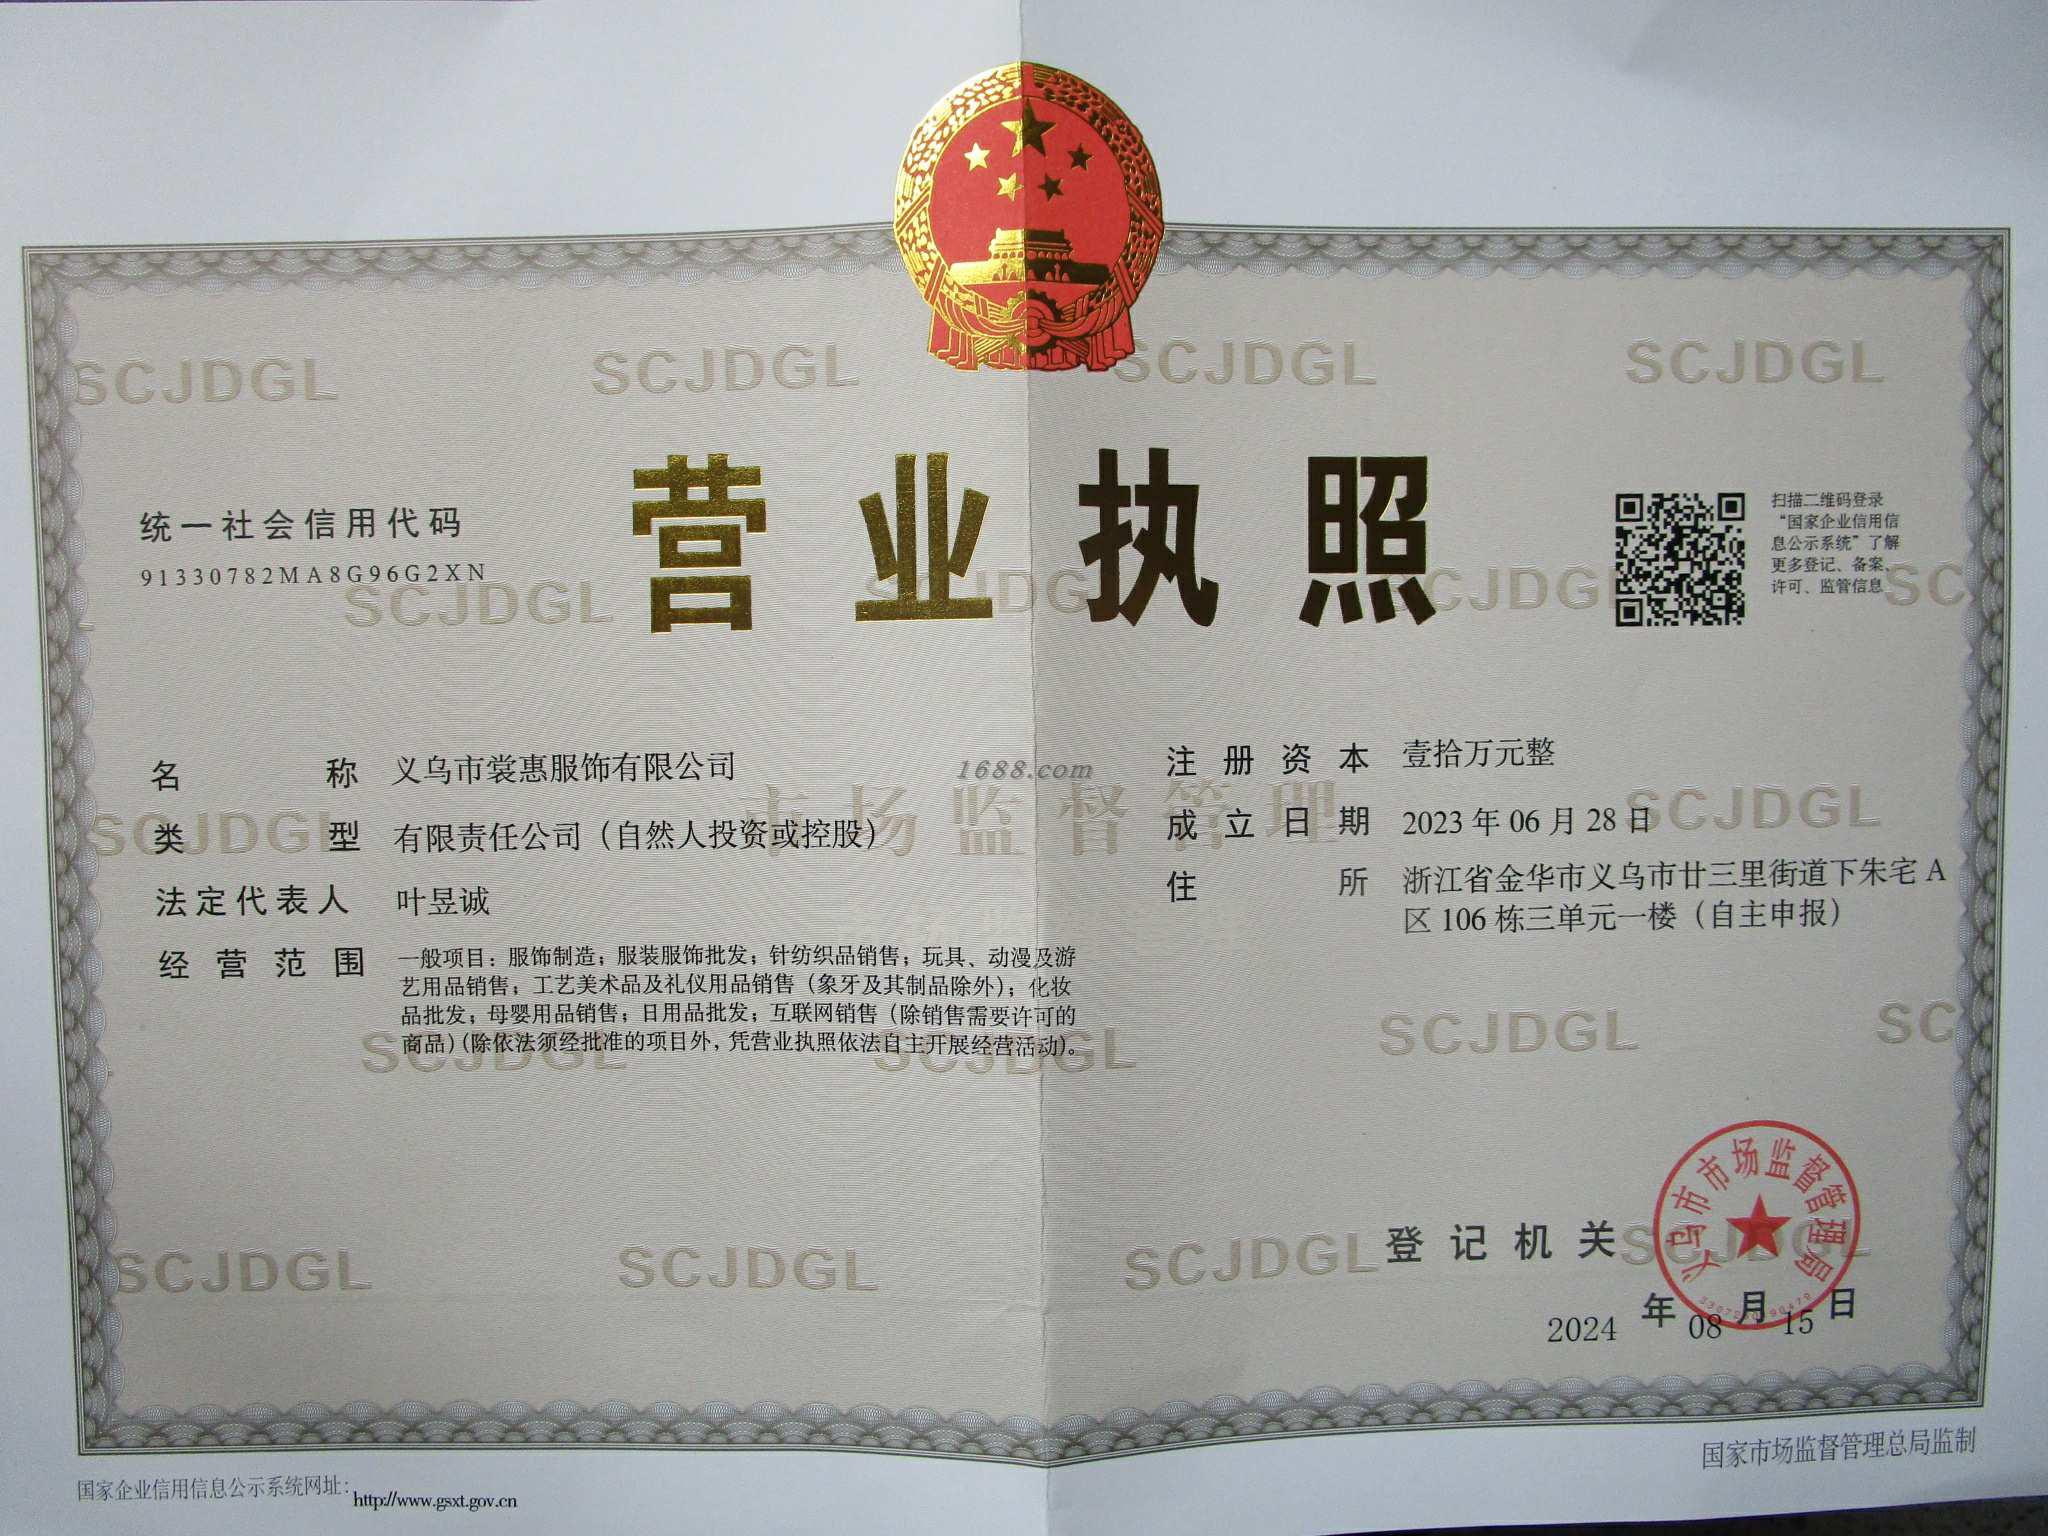 营业执照
统一社会信用代码
91330782MA8G96G2XN
扫描二维码登录
“国家企业信用信
息公示系统”了解
更多登记、备案、
许可、监管信息
名称 义乌市裳惠服饰有限公司
类型 有限责任公司（自然人投资或控股）
法定代表人 叶昱诚
经营范围 一般项目：服饰制造；服装服饰批发；针纺织品销售；玩具、动漫及游
艺用品销售；工艺美术品及礼仪用品销售（象牙及其制品除外）；化妆
品批发；母婴用品销售；日用品批发；互联网销售（除销售需要许可的
商品）(除依法须经批准的项目外，凭营业执照依法自主开展经营活动)。
注册资本 壹拾万元整
成立日期 2023年06月28日
住所 浙江省金华市义乌市廿三里街道下朱宅A
区106栋三单元一楼（自主申报）
1688.com
市场监督管理
SCJDGL
登记机关
义乌市市场监督管理局
2024年08月15日
国家企业信用信息公示系统网址：http://www.gsxt.gov.cn
国家市场监督管理总局监制